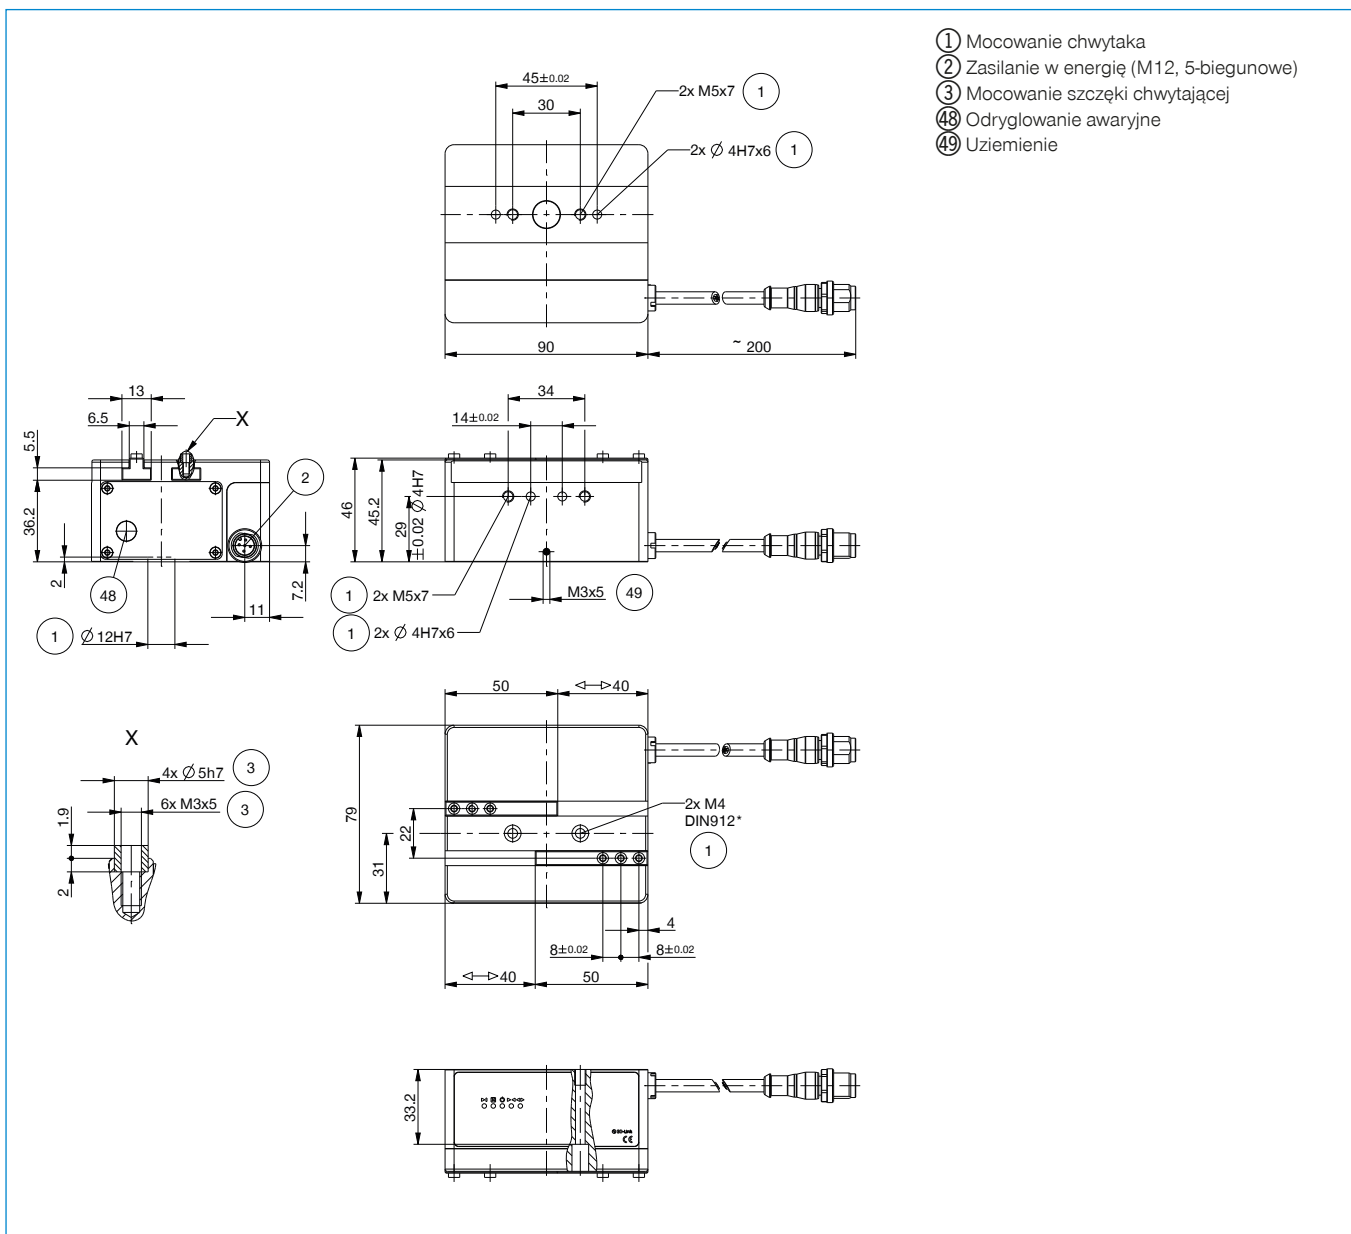 ① Mocowanie chwytaka
② Zasilanie w energię (M12, 5-biegunowe)
③ Mocowanie szczęki chwytającej
㊽ Odryglowanie awaryjne
㊾ Uziemienie
45±0.02
30
2x M5x7 1
2x Ø 4H7x6 1
90
~ 200
13
6.5
X
5.5
36.2
2
2
48
7.2
11
1 Ø 12H7
34
14±0.02
46
45.2
29
±0.02 Ø 4H7
1 2x M5x7
M3x5 49
1 2x Ø 4H7x6
50
40
79
22
31
2x M4
DIN912*
1
4
8±0.02
8±0.02
40
50
X
4x Ø 5h7 3
6x M3x5 3
1.9
2
33.2
IO-Link
CE